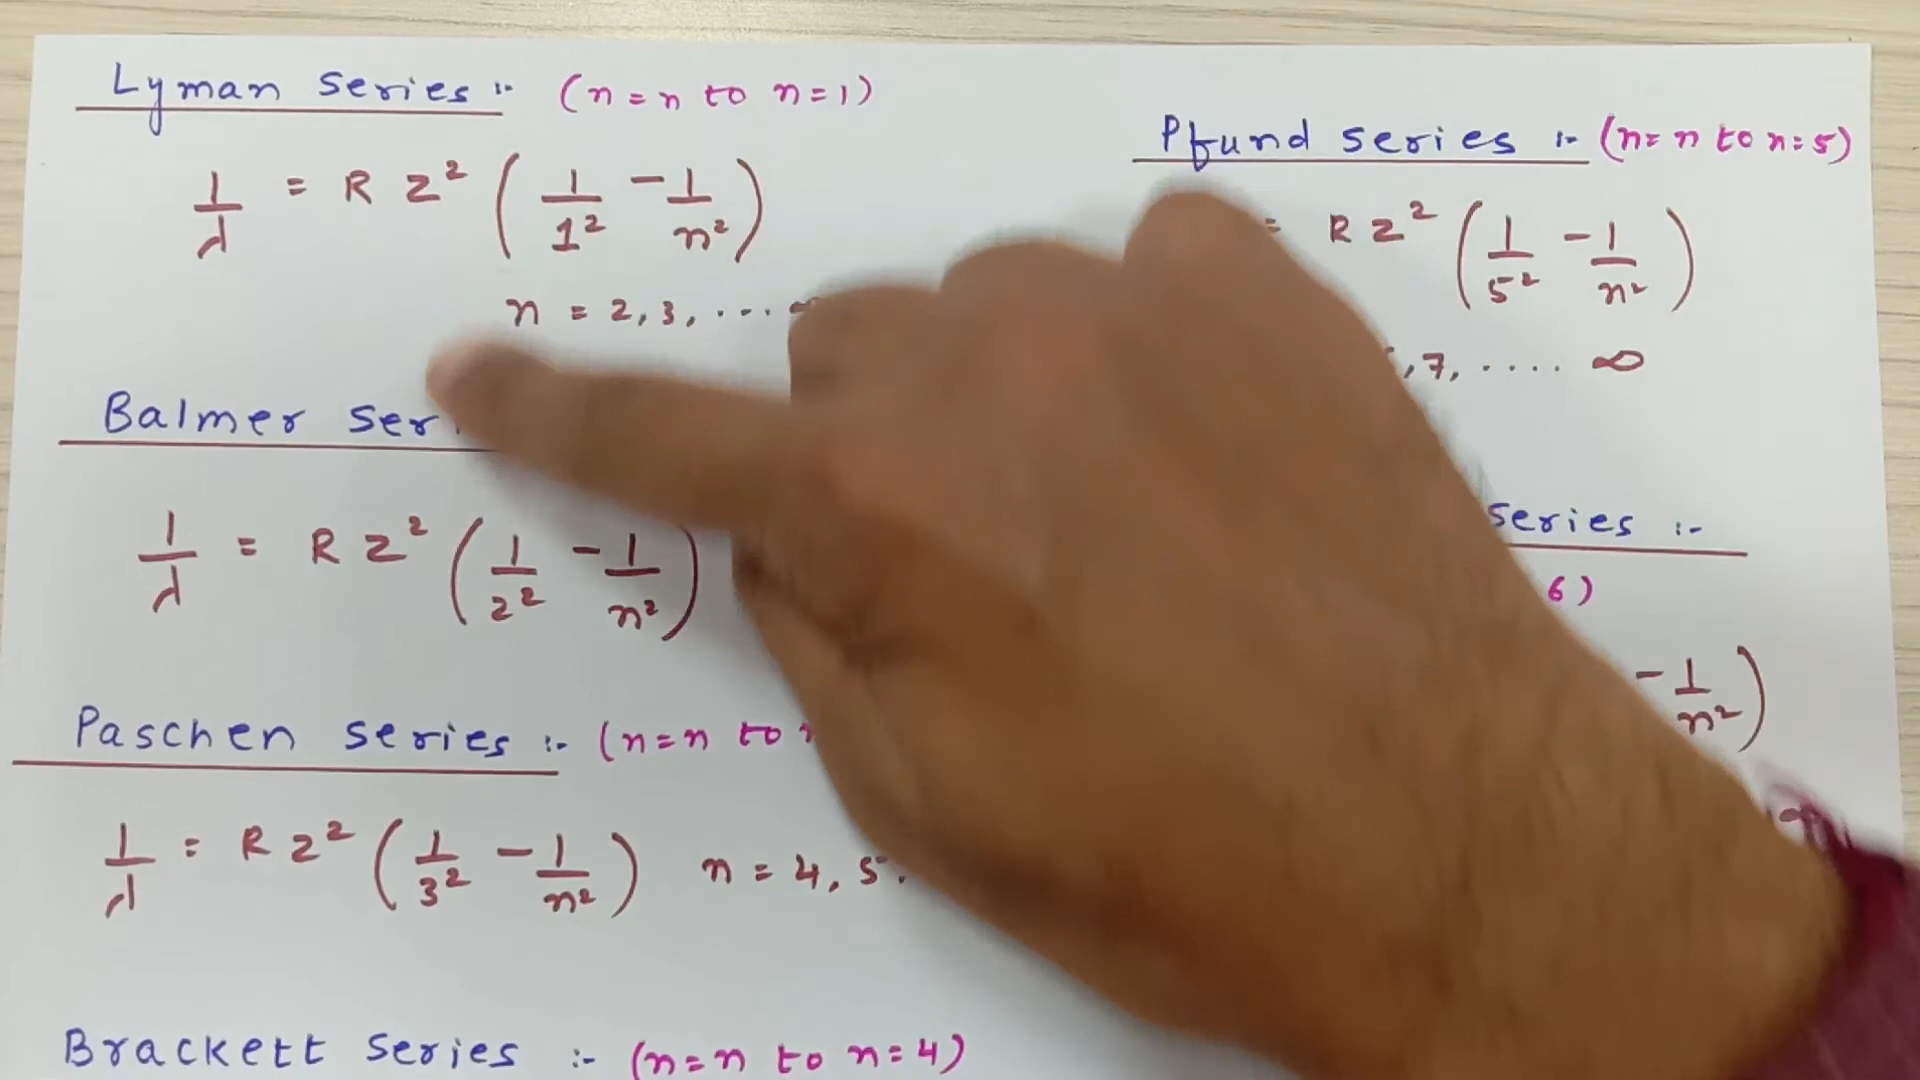 Lyman series :- (n = n to n = 1)
1/λ = R Z² (1/1² - 1/n²)
n = 2, 3, ...
Balmer
1/λ = R Z² (1/2² - 1/n²)
Paschen series :- (n = n to
1/λ = R Z² (1/3² - 1/n²) n = 4, 5
Brackett series :- (n = n to n = 4)
Pfund series :- (n = n to n = 5)
= R Z² (1/5² - 1/n²)
, 7, .... ∞
series :-
6)
- 1/n²)